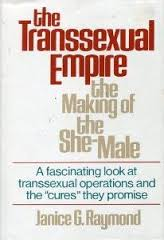 the
Transsexual
Empire
the Making of
the
She-Male
A fascinating look at
transsexual operations and
the "cures" they promise
Janice G. Raymond